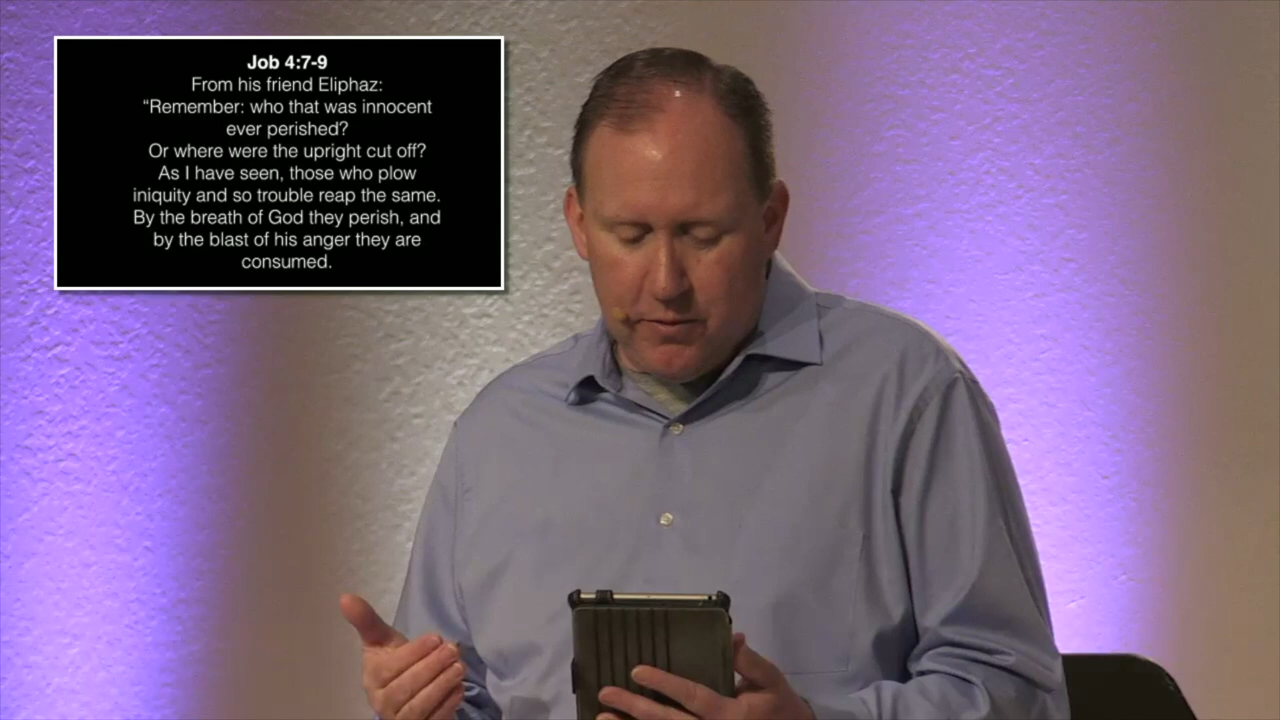 Job 4:7-9
From his friend Eliphaz:
“Remember: who that was innocent
ever perished?
Or where were the upright cut off?
As I have seen, those who plow
iniquity and so trouble reap the same.
By the breath of God they perish, and
by the blast of his anger they are
consumed.